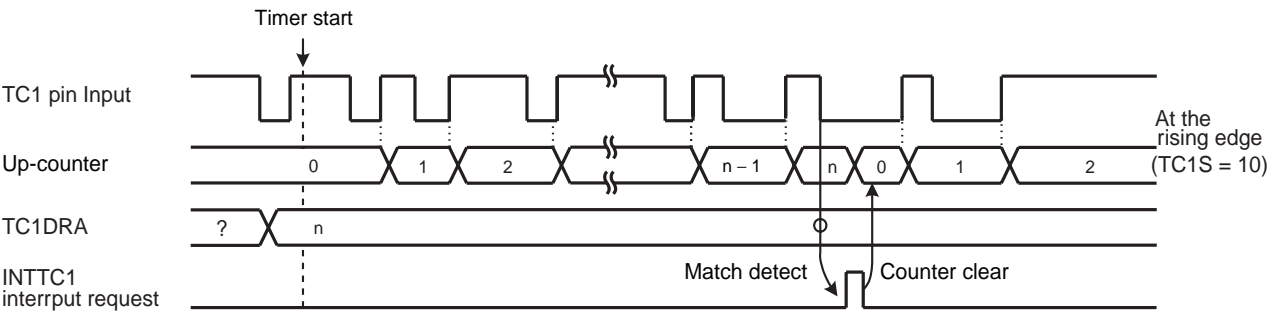 Timer start
TC1 pin Input
At the
rising edge
(TC1S = 10)
Up-counter
0
1
2
n – 1
n
0
1
2
TC1DRA
?
n
Match detect
Counter clear
INTTC1
interrput request